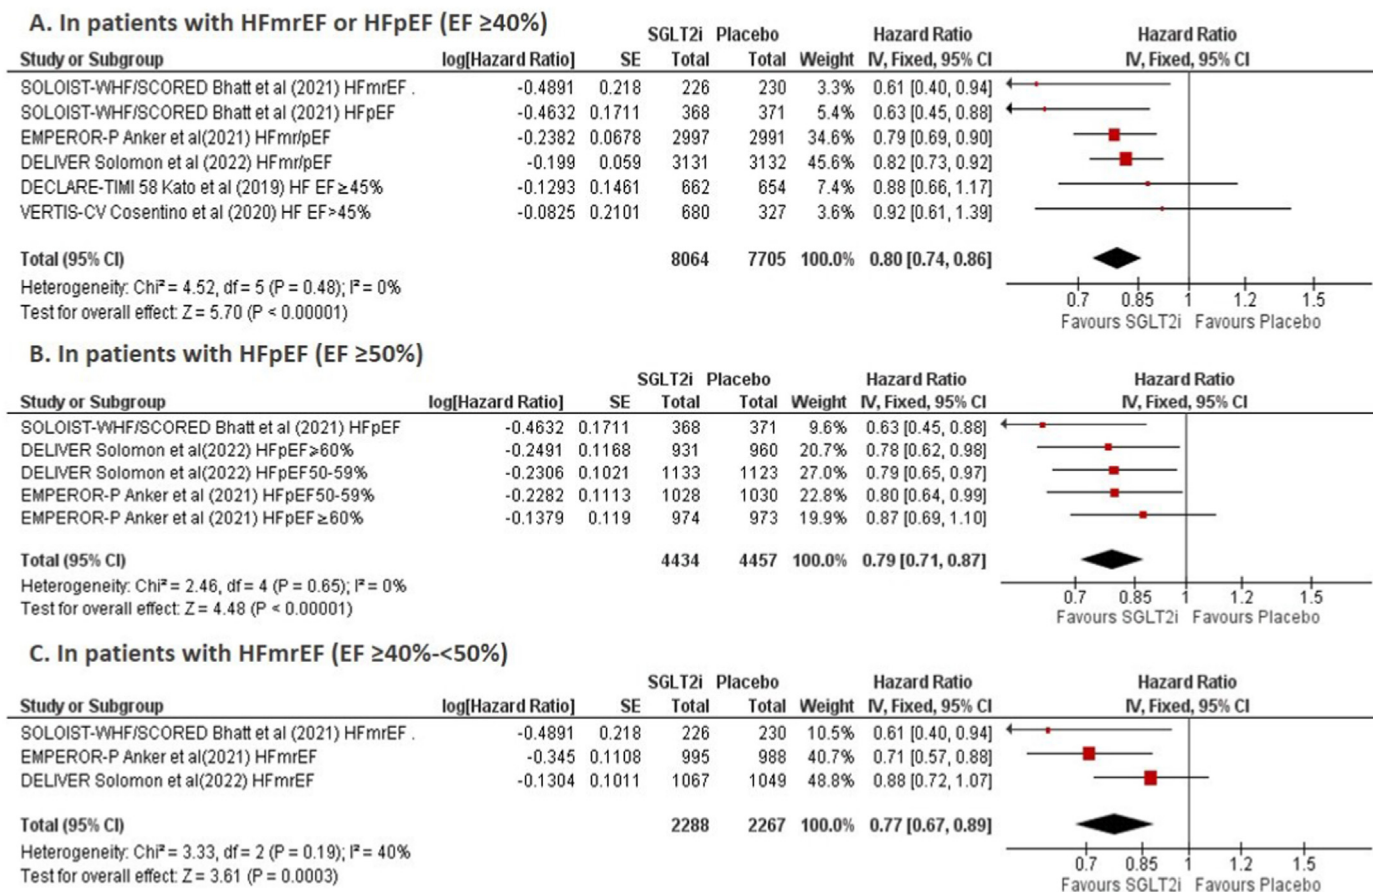 A. In patients with HFmrEF or HFpEF (EF ≥40%)
SGLT2i Placebo Hazard Ratio Hazard Ratio
Study or Subgroup log[Hazard Ratio] SE Total Total Weight IV, Fixed, 95% CI IV, Fixed, 95% CI
SOLOIST-WHF/SCORED Bhatt et al (2021) HFmrEF . -0.4891 0.218 226 230 3.3% 0.61 [0.40, 0.94]
SOLOIST-WHF/SCORED Bhatt et al (2021) HFpEF -0.4632 0.1711 368 371 5.4% 0.63 [0.45, 0.88]
EMPEROR-P Anker et al(2021) HFmr/pEF -0.2382 0.0678 2997 2991 34.6% 0.79 [0.69, 0.90]
DELIVER Solomon et al (2022) HFmr/pEF -0.199 0.059 3131 3132 45.6% 0.82 [0.73, 0.92]
DECLARE-TIMI 58 Kato et al (2019) HF EF≥45% -0.1293 0.1461 662 654 7.4% 0.88 [0.66, 1.17]
VERTIS-CV Cosentino et al (2020) HF EF>45% -0.0825 0.2101 680 327 3.6% 0.92 [0.61, 1.39]
Total (95% CI) 8064 7705 100.0% 0.80 [0.74, 0.86]
Heterogeneity: Chi² = 4.52, df = 5 (P = 0.48); I² = 0%
Test for overall effect: Z = 5.70 (P < 0.00001)
0.7 0.85 1 1.2 1.5
Favours SGLT2i Favours Placebo
B. In patients with HFpEF (EF ≥50%)
SGLT2i Placebo Hazard Ratio Hazard Ratio
Study or Subgroup log[Hazard Ratio] SE Total Total Weight IV, Fixed, 95% CI IV, Fixed, 95% CI
SOLOIST-WHF/SCORED Bhatt et al (2021) HFpEF -0.4632 0.1711 368 371 9.6% 0.63 [0.45, 0.88]
DELIVER Solomon et al (2022) HFpEF≥60% -0.2491 0.1168 931 960 20.7% 0.78 [0.62, 0.98]
DELIVER Solomon et al (2022) HFpEF50-59% -0.2306 0.1021 1133 1123 27.0% 0.79 [0.65, 0.97]
EMPEROR-P Anker et al (2021) HFpEF50-59% -0.2282 0.1113 1028 1030 22.8% 0.80 [0.64, 0.99]
EMPEROR-P Anker et al (2021) HFpEF≥60% -0.1379 0.119 974 973 19.9% 0.87 [0.69, 1.10]
Total (95% CI) 4434 4457 100.0% 0.79 [0.71, 0.87]
Heterogeneity: Chi² = 2.46, df = 4 (P = 0.65); I² = 0%
Test for overall effect: Z = 4.48 (P < 0.00001)
0.7 0.85 1 1.2 1.5
Favours SGLT2i Favours Placebo
C. In patients with HFmrEF (EF ≥40%-<50%)
SGLT2i Placebo Hazard Ratio Hazard Ratio
Study or Subgroup log[Hazard Ratio] SE Total Total Weight IV, Fixed, 95% CI IV, Fixed, 95% CI
SOLOIST-WHF/SCORED Bhatt et al (2021) HFmrEF . -0.4891 0.218 226 230 10.5% 0.61 [0.40, 0.94]
EMPEROR-P Anker et al(2021) HFmrEF -0.345 0.1108 995 988 40.7% 0.71 [0.57, 0.88]
DELIVER Solomon et al(2022) HFmrEF -0.1304 0.1011 1067 1049 48.8% 0.88 [0.72, 1.07]
Total (95% CI) 2288 2267 100.0% 0.77 [0.67, 0.89]
Heterogeneity: Chi² = 3.33, df = 2 (P = 0.19); I² = 40%
Test for overall effect: Z = 3.61 (P = 0.0003)
0.7 0.85 1 1.2 1.5
Favours SGLT2i Favours Placebo